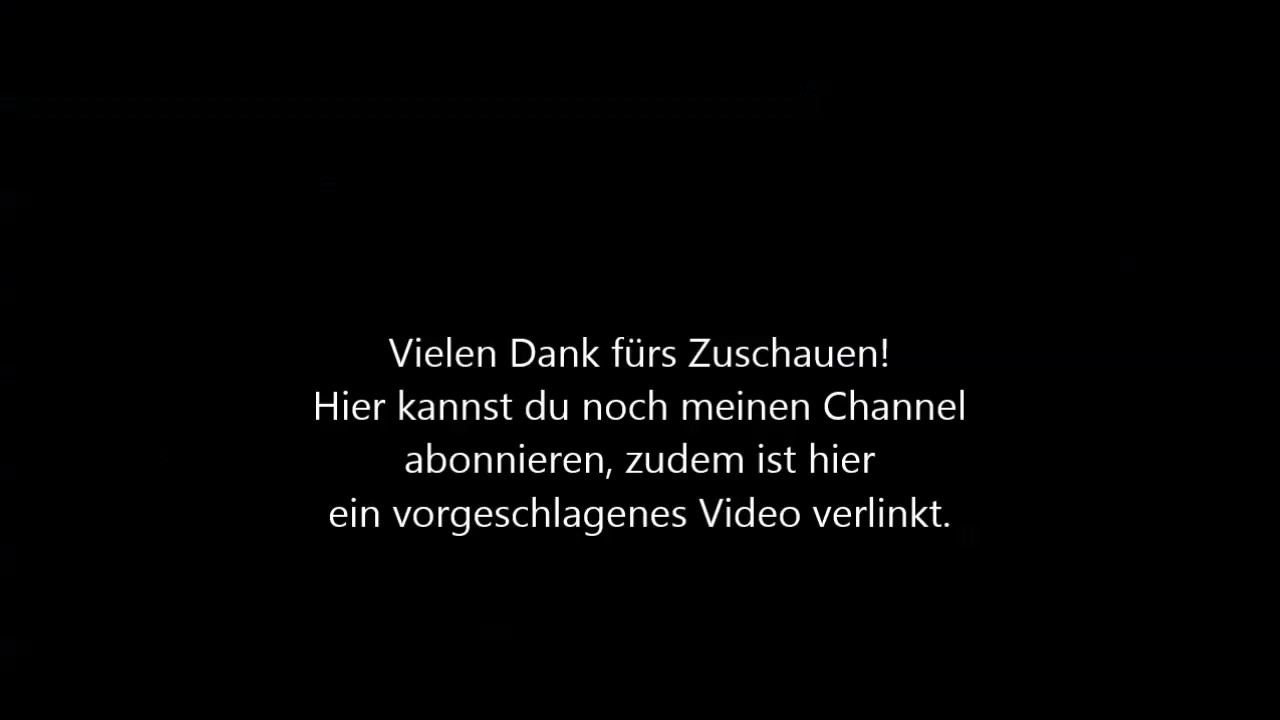 Vielen Dank fürs Zuschauen!
Hier kannst du noch meinen Channel
abonnieren, zudem ist hier
ein vorgeschlagenes Video verlinkt.